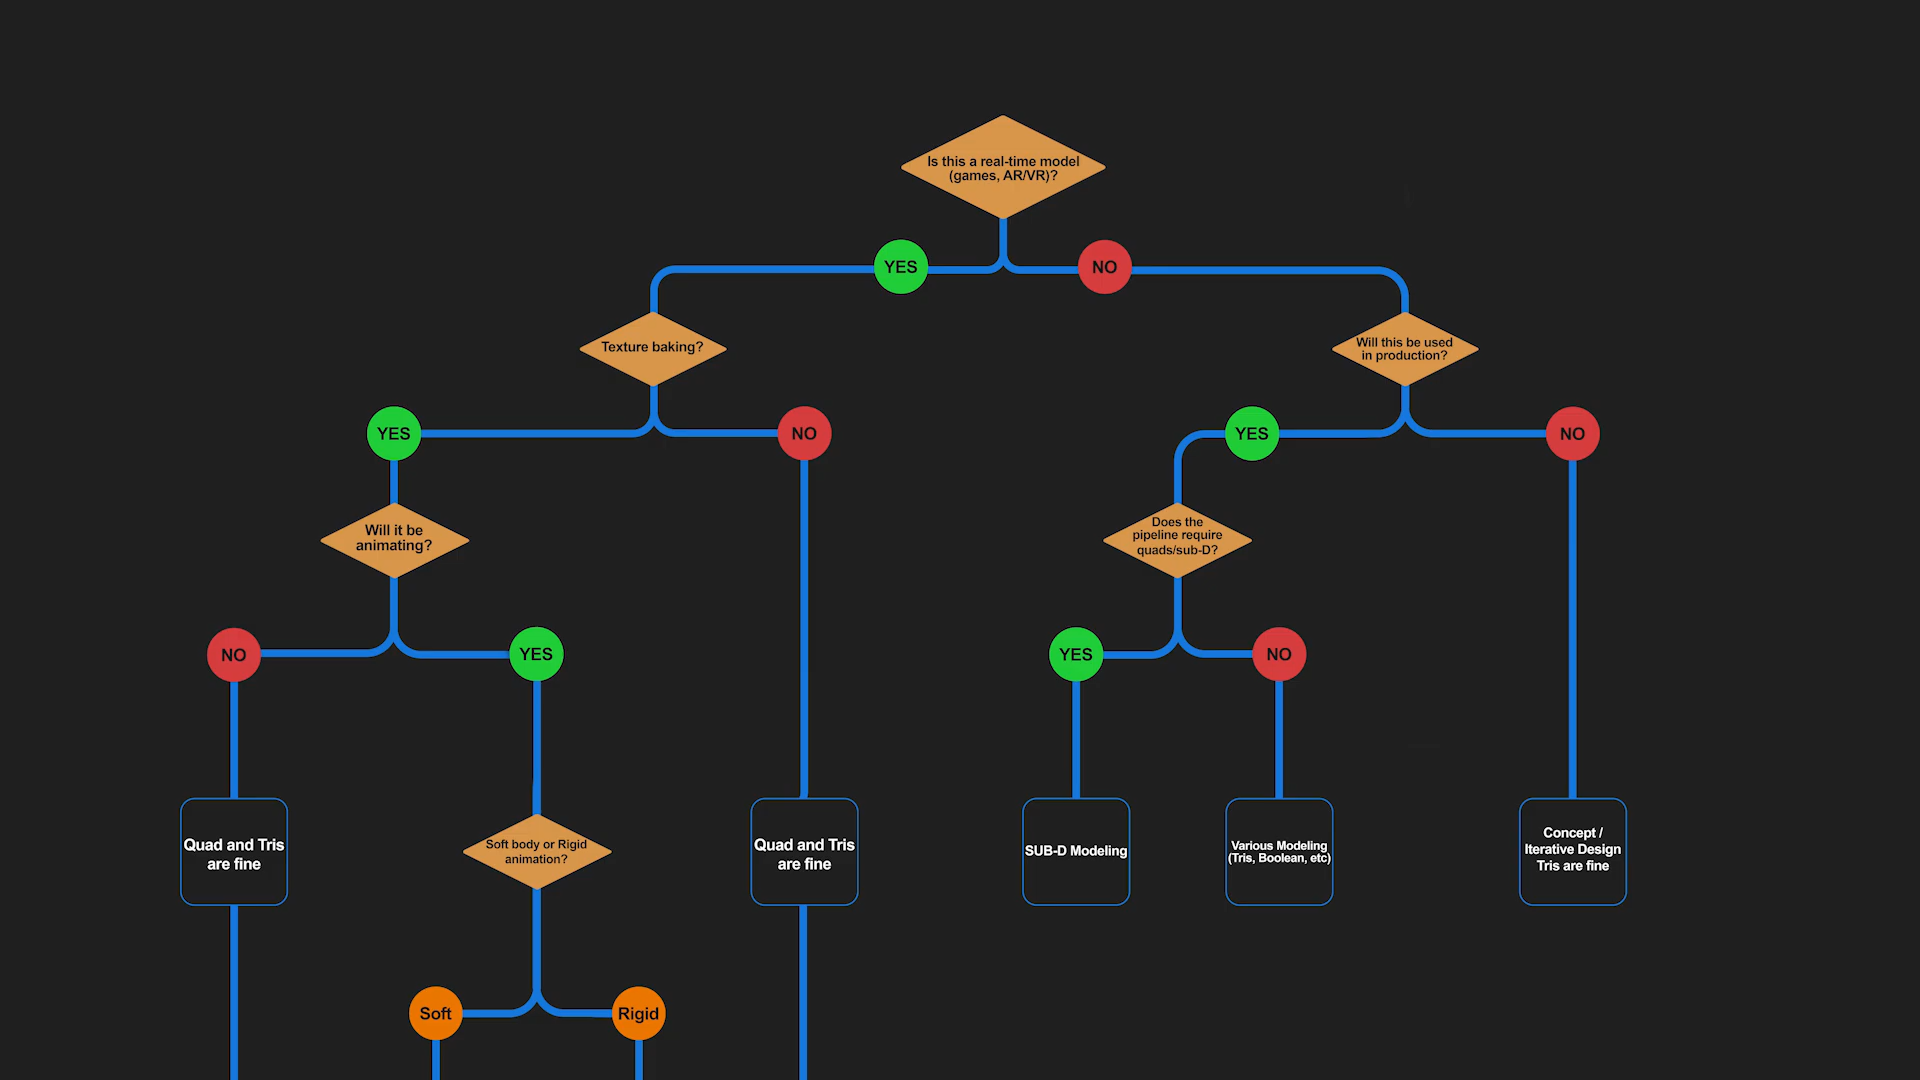 Is this a real-time model
(games, AR/VR)?
YES
NO
Texture baking?
Will this be used
in production?
YES
NO
YES
NO
Will it be
animating?
Does the
pipeline require
quads/sub-D?
NO
YES
YES
NO
Quad and Tris
are fine
Soft body or Rigid
animation?
Quad and Tris
are fine
SUB-D Modeling
Various Modeling
(Tris, Boolean, etc)
Concept /
Iterative Design
Tris are fine
Soft
Rigid